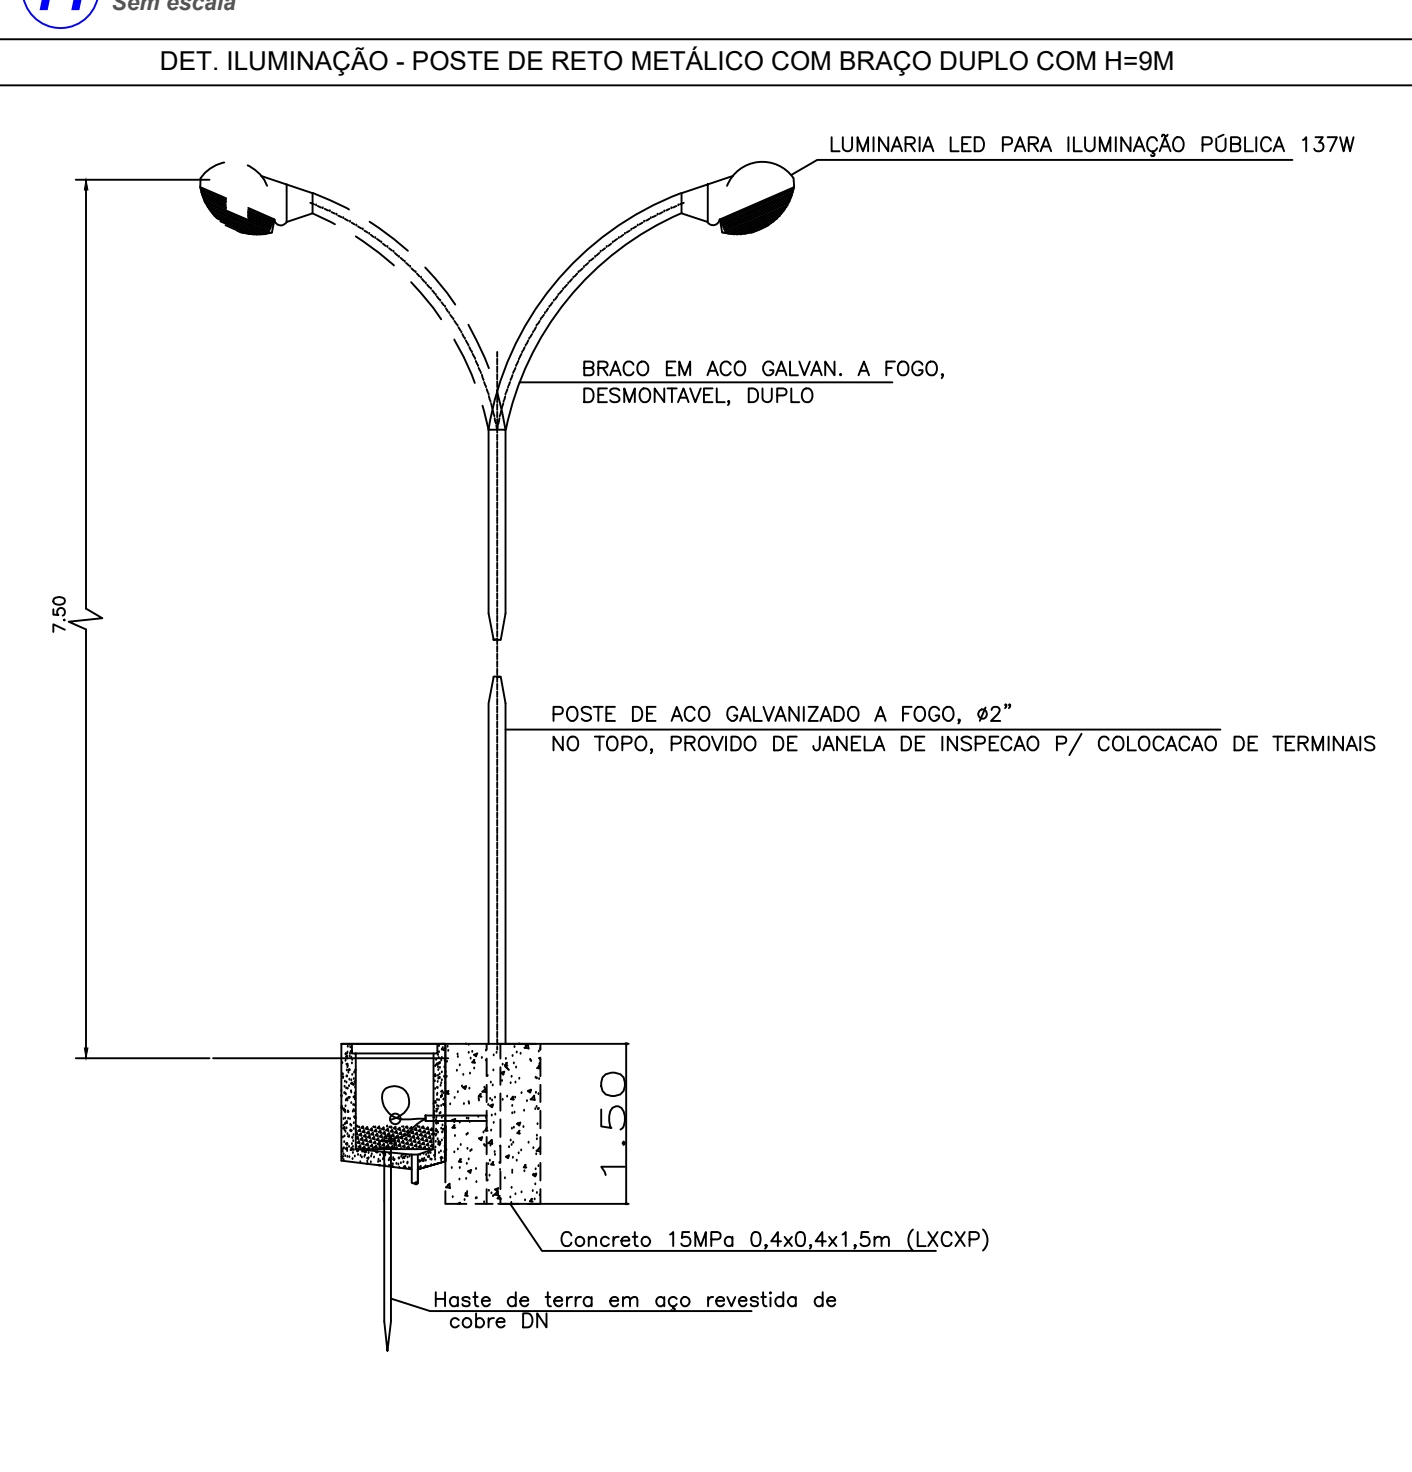 Sem escala
DET. ILUMINAÇÃO - POSTE DE RETO METÁLICO COM BRAÇO DUPLO COM H=9M
LUMINARIA LED PARA ILUMINAÇÃO PÚBLICA 137W
BRACO EM ACO GALVAN. A FOGO,
DESMONTAVEL, DUPLO
7.50
POSTE DE ACO GALVANIZADO A FOGO, ø2”
NO TOPO, PROVIDO DE JANELA DE INSPECAO P/ COLOCACAO DE TERMINAIS
1.50
Concreto 15MPa 0,4x0,4x1,5m (LXCXP)
Haste de terra em aço revestida de
cobre DN